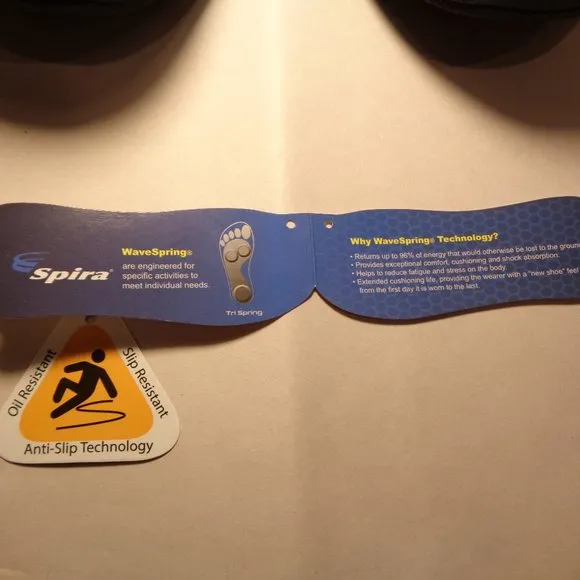 Spira®
WaveSpring®
are engineered for
specific activities to
meet individual needs.
Tri Spring
Why WaveSpring® Technology?
• Returns up to 96% of energy that would otherwise be lost to the ground
• Provides exceptional comfort, cushioning and shock absorption.
• Helps to reduce fatigue and stress on the body.
• Extended cushioning life, providing the wearer with a "new shoe" feel
from the first day it is worn to the last.
Oil Resistant
Slip Resistant
Anti-Slip Technology